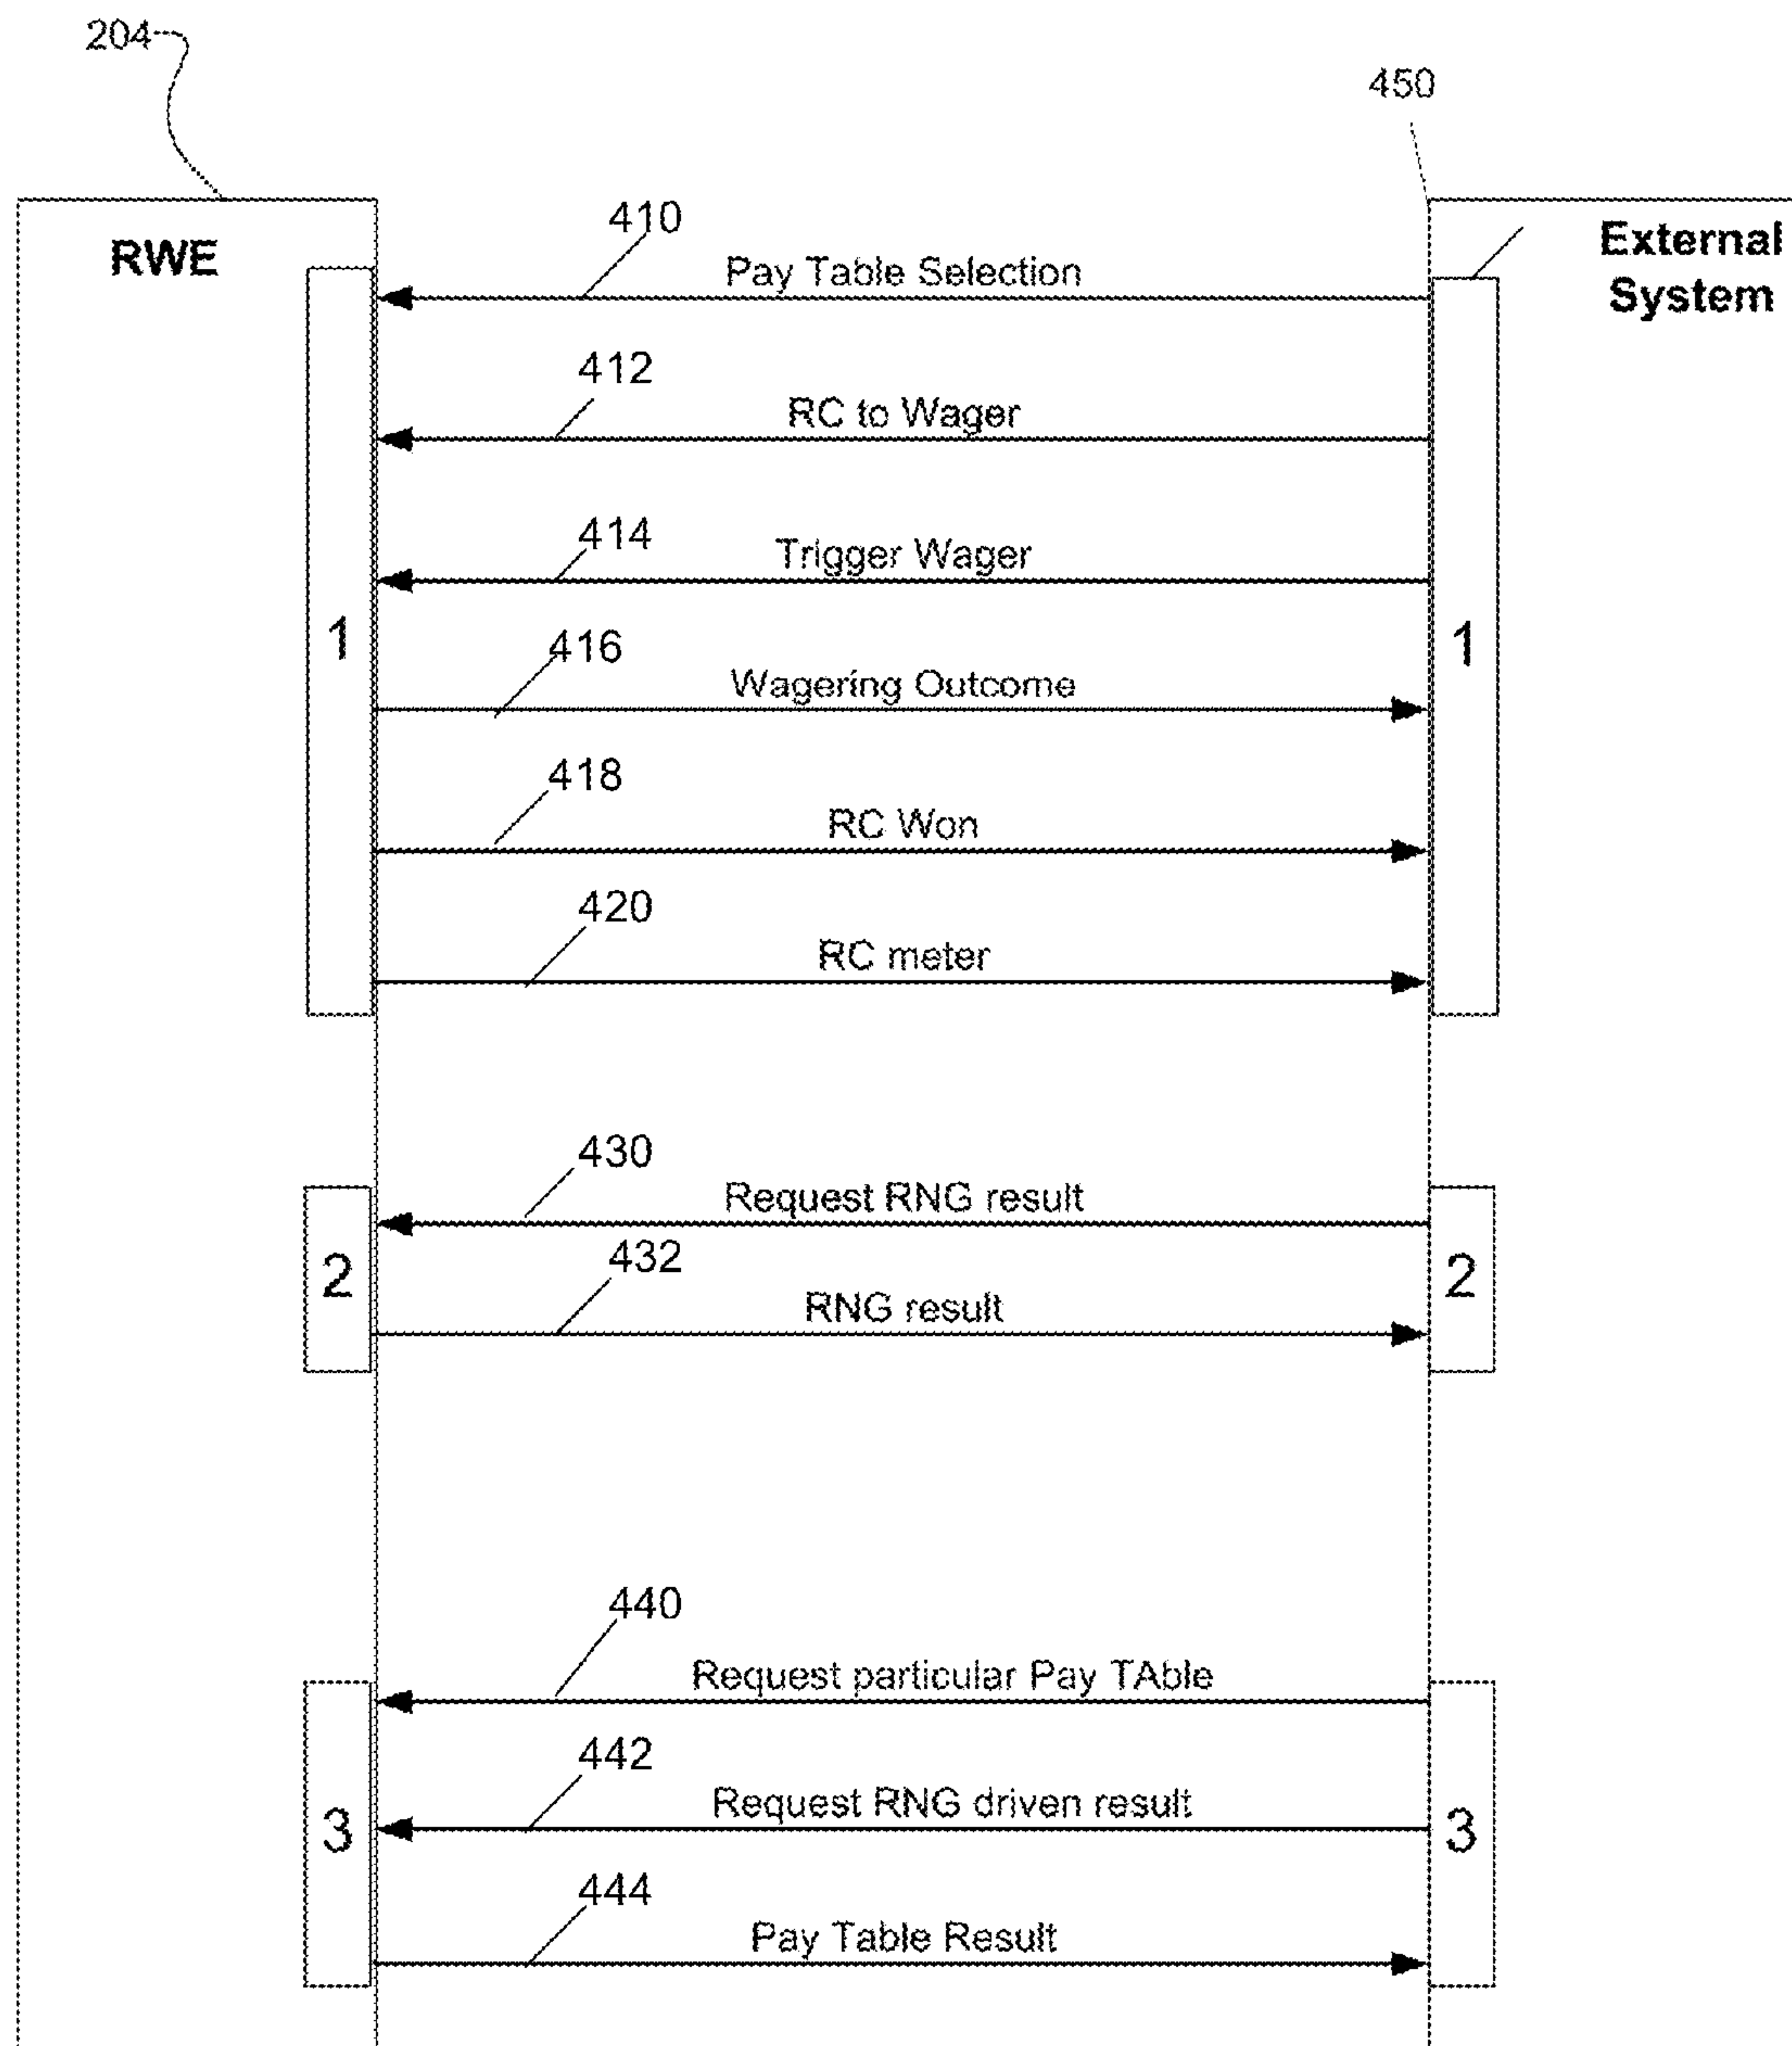 204
450
RWE
External
System
410
Pay Table Selection
412
RC to Wager
414
Trigger Wager
1
1
416
Wagering Outcome
418
RC Won
420
RC meter
430
Request RNG result
2
2
432
RNG result
440
Request particular Pay TAble
442
Request RNG driven result
3
3
444
Pay Table Result